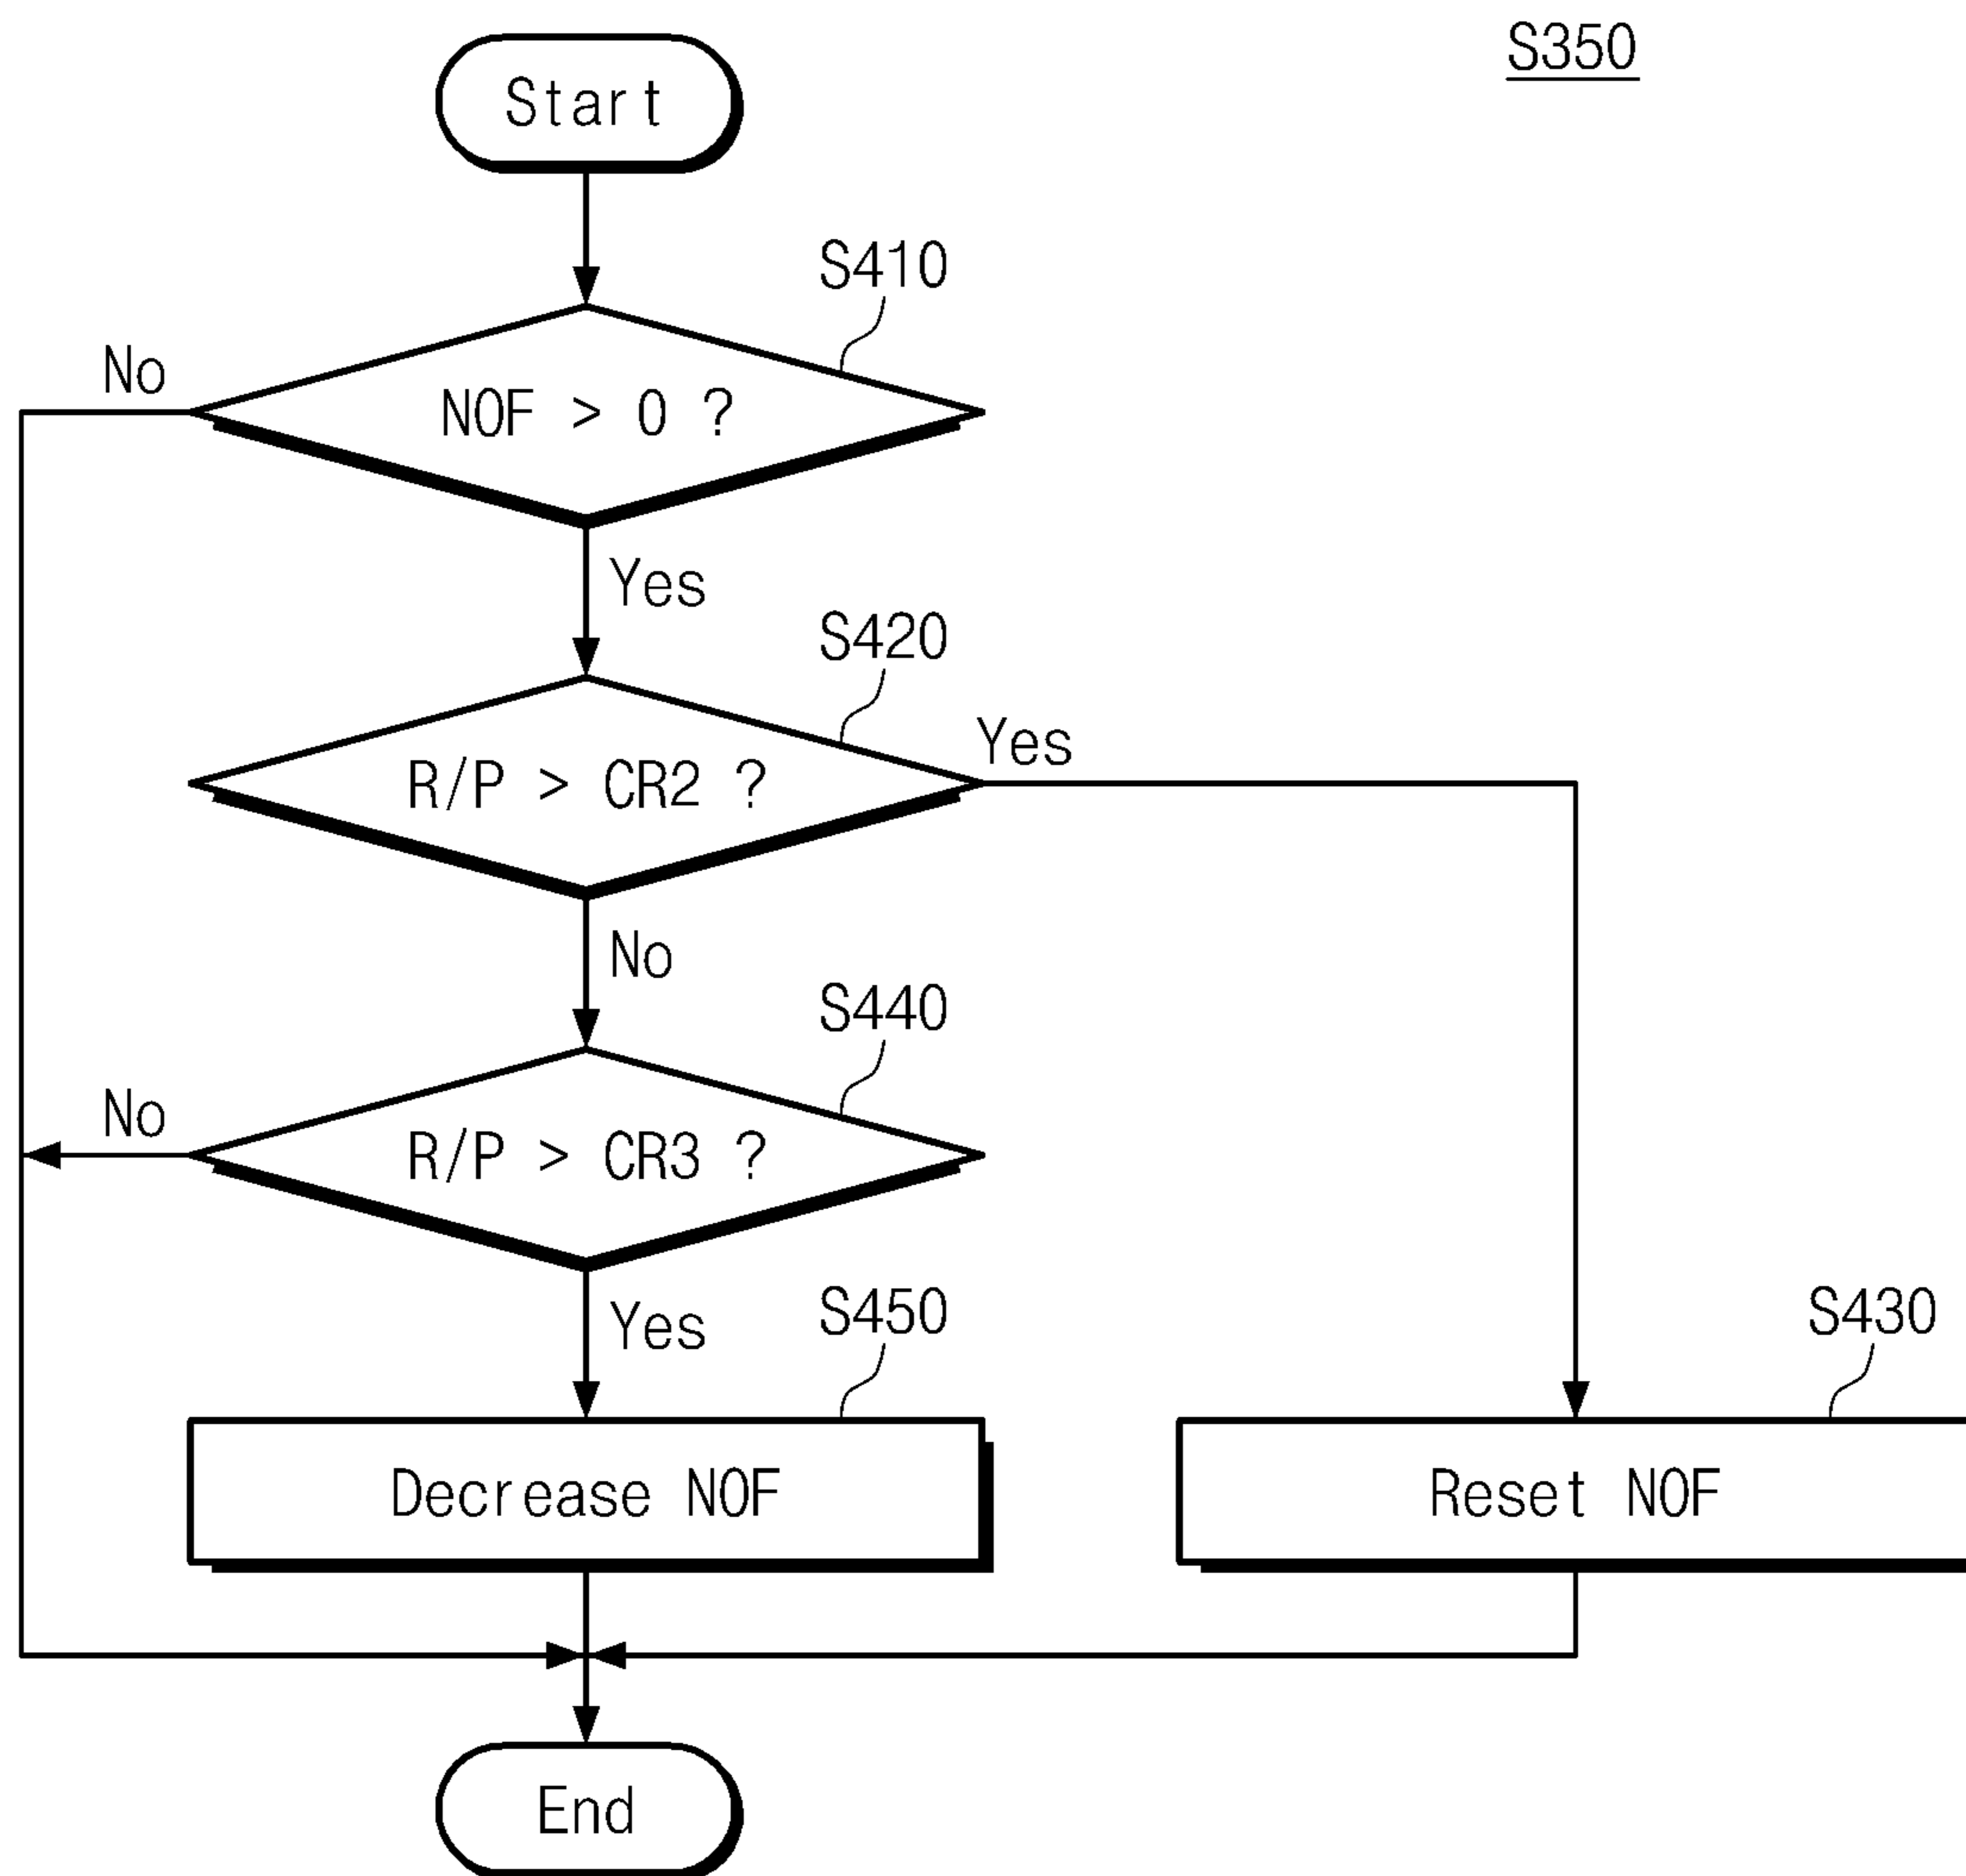 S350
Start
S410
No
NOF > 0 ?
Yes
S420
Yes
R/P > CR2 ?
No
S440
No
R/P > CR3 ?
Yes
S450
S430
Decrease NOF
Reset NOF
End